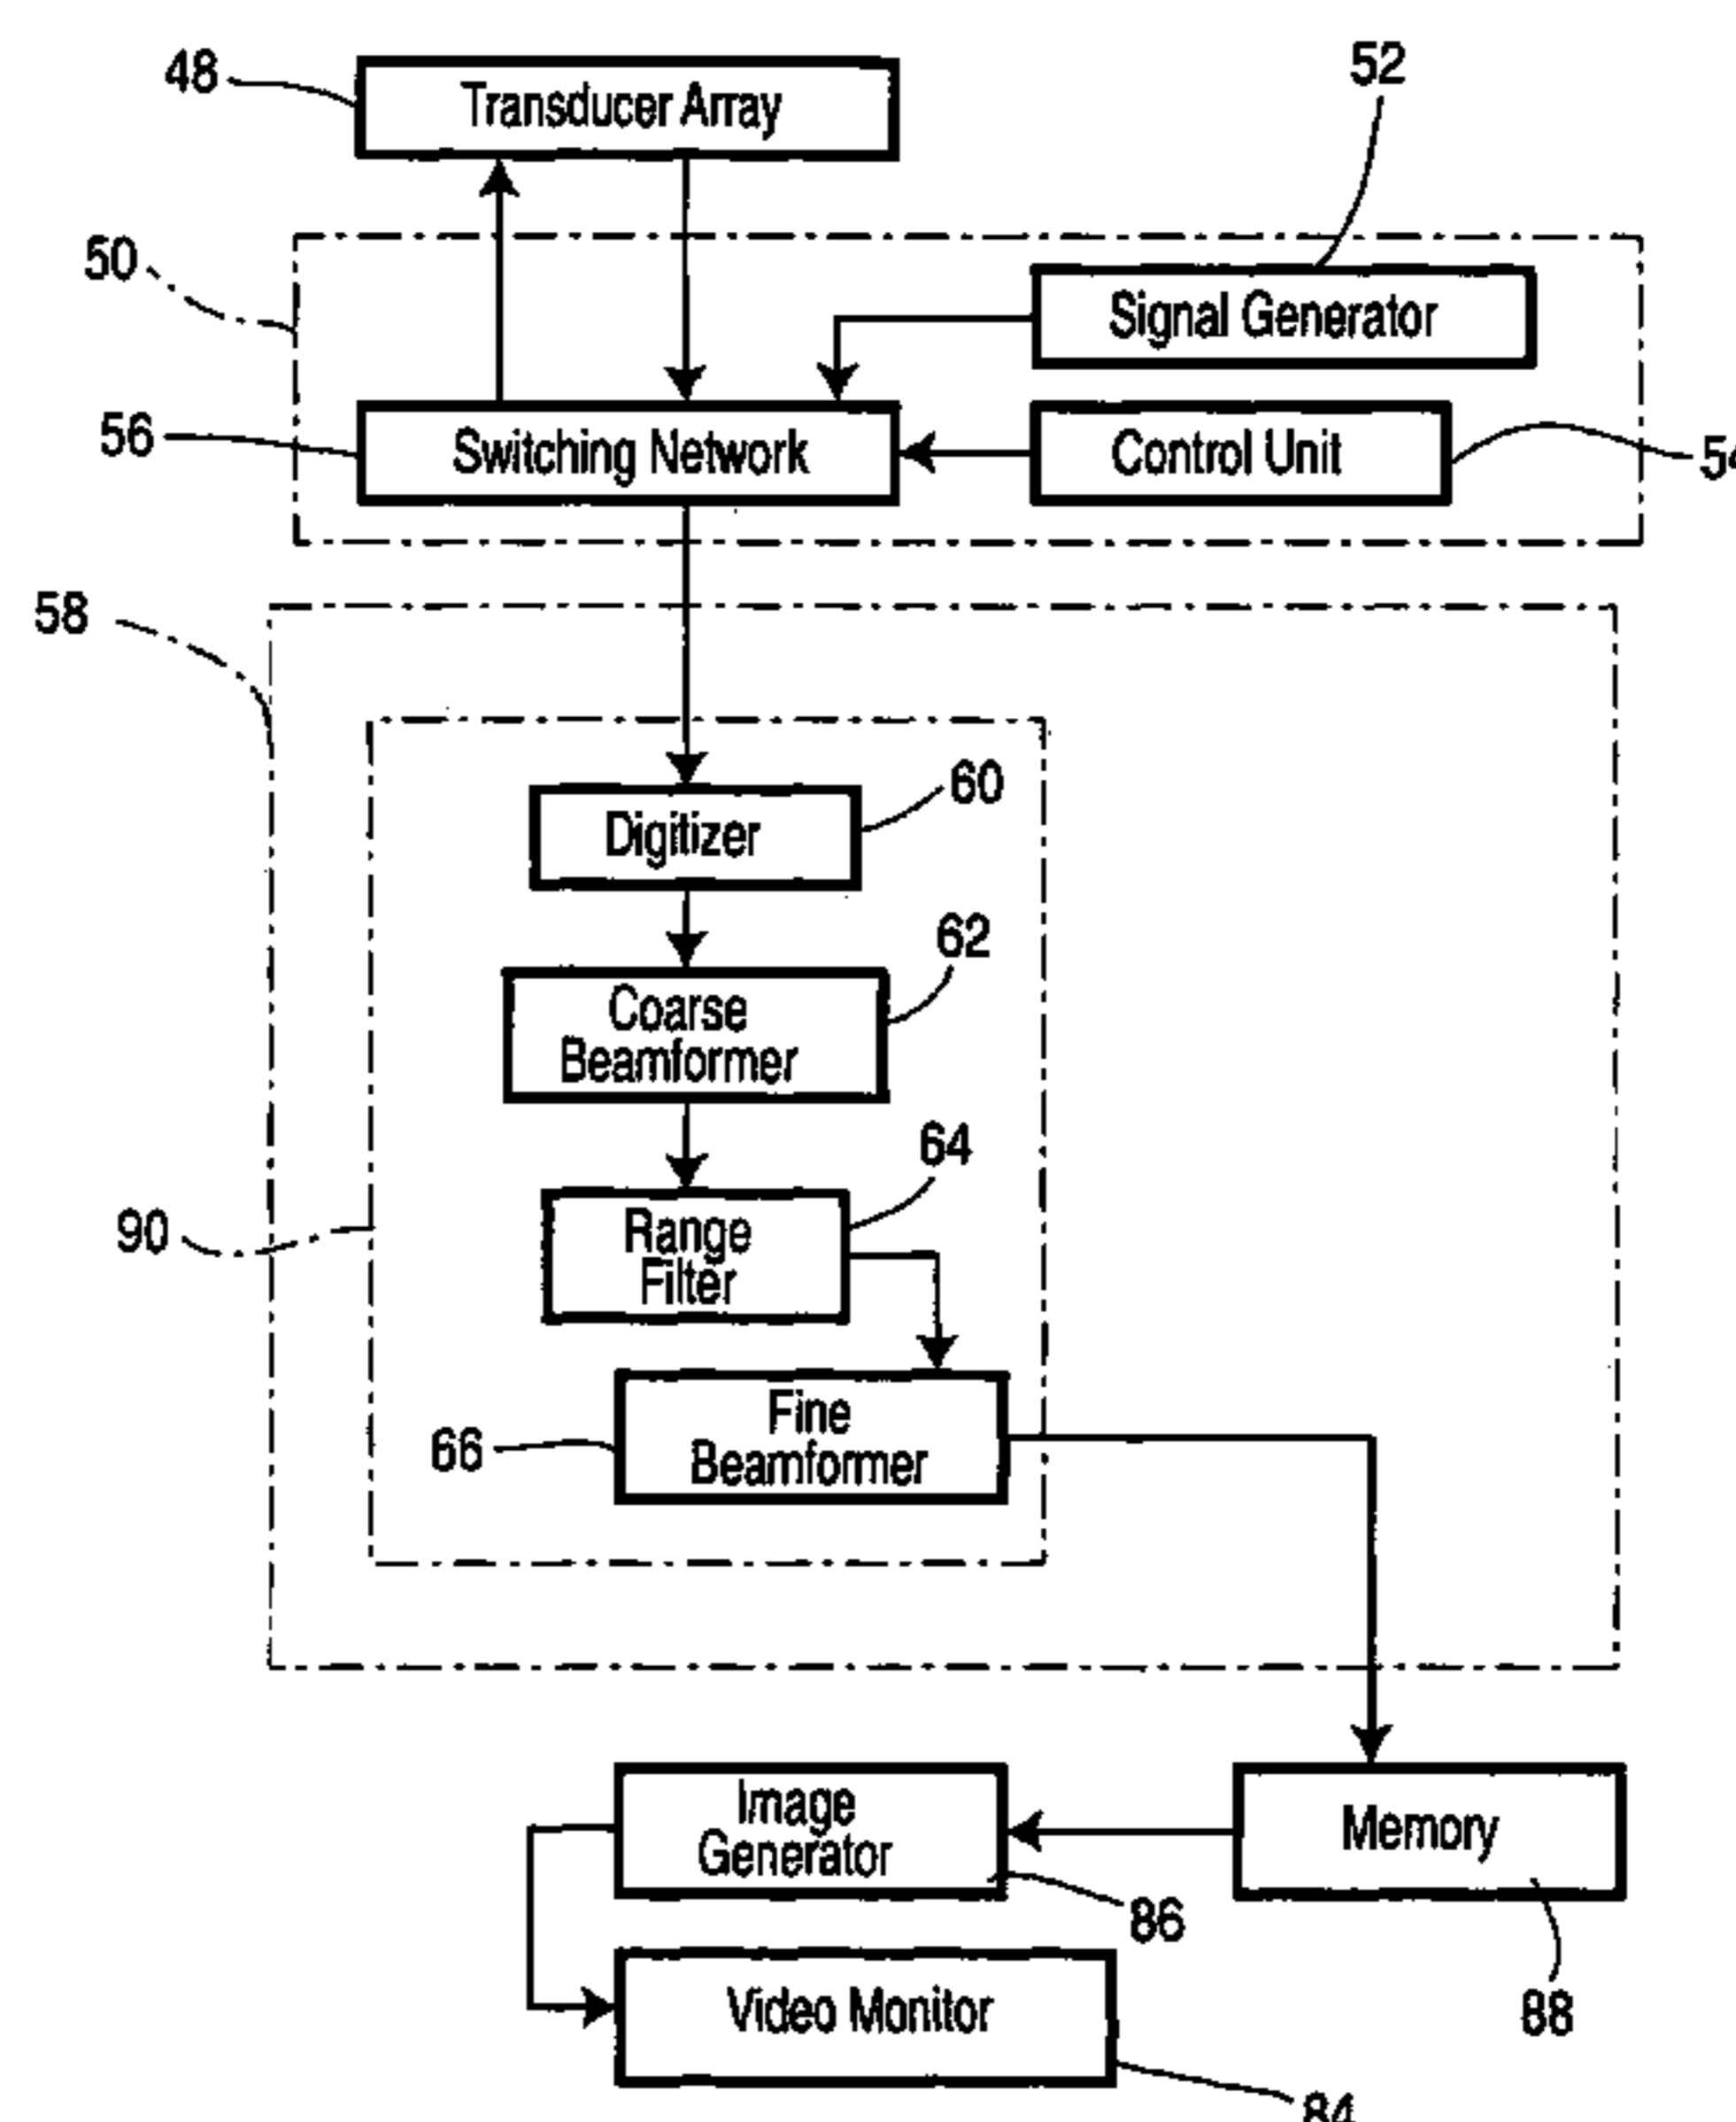 48
Transducer Array
52
50
Signal Generator
56
Switching Network
Control Unit
58
60
Digitizer
62
Coarse
Beamformer
64
90
Range
Filter
66
Fine
Beamformer
Image
Generator
Memory
86
88
Video Monitor
84